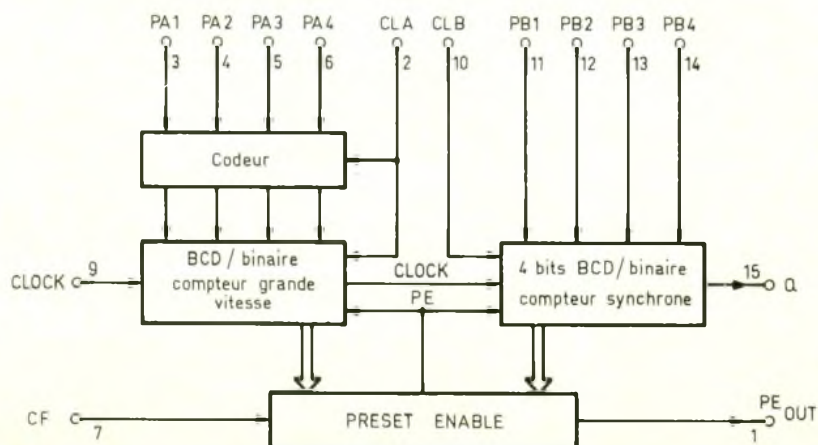 PA1 PA2 PA3 PA4 CLA CLB PB1 PB2 PB3 PB4
3 4 5 6 2 10 11 12 13 14
Codeur
BCD / binaire
compteur grande
vitesse
CLOCK 9
CLOCK
PE
4 bits BCD / binaire
compteur synchrone
15 Q
CF 7
PRESET ENABLE
PE OUT
1